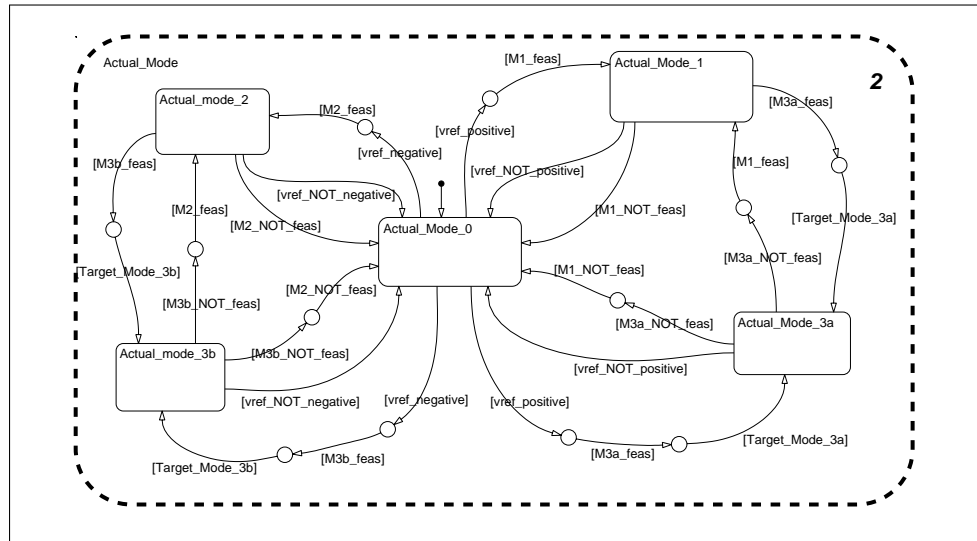 Actual_Mode
2
[M1_feas]
Actual_Mode_1
Actual_mode_2
[M2_feas]
[M3a_feas]
[vref_positive]
[vref_negative]
[M3b_feas]
[M1_feas]
[vref_NOT_positive]
[vref_NOT_negative]
[M2_feas]
[M1_NOT_feas]
[Target_Mode_3a]
[M2_NOT_feas]
Actual_Mode_0
[M3a_NOT_feas]
[Target_Mode_3b]
[M1_NOT_feas]
[M2_NOT_feas]
[M3b_NOT_feas]
Actual_Mode_3a
[M3a_NOT_feas]
Actual_mode_3b
[M3b_NOT_feas]
[vref_NOT_positive]
[vref_NOT_negative]
[vref_negative]
[vref_positive]
[Target_Mode_3a]
[M3a_feas]
[M3b_feas]
[Target_Mode_3b]